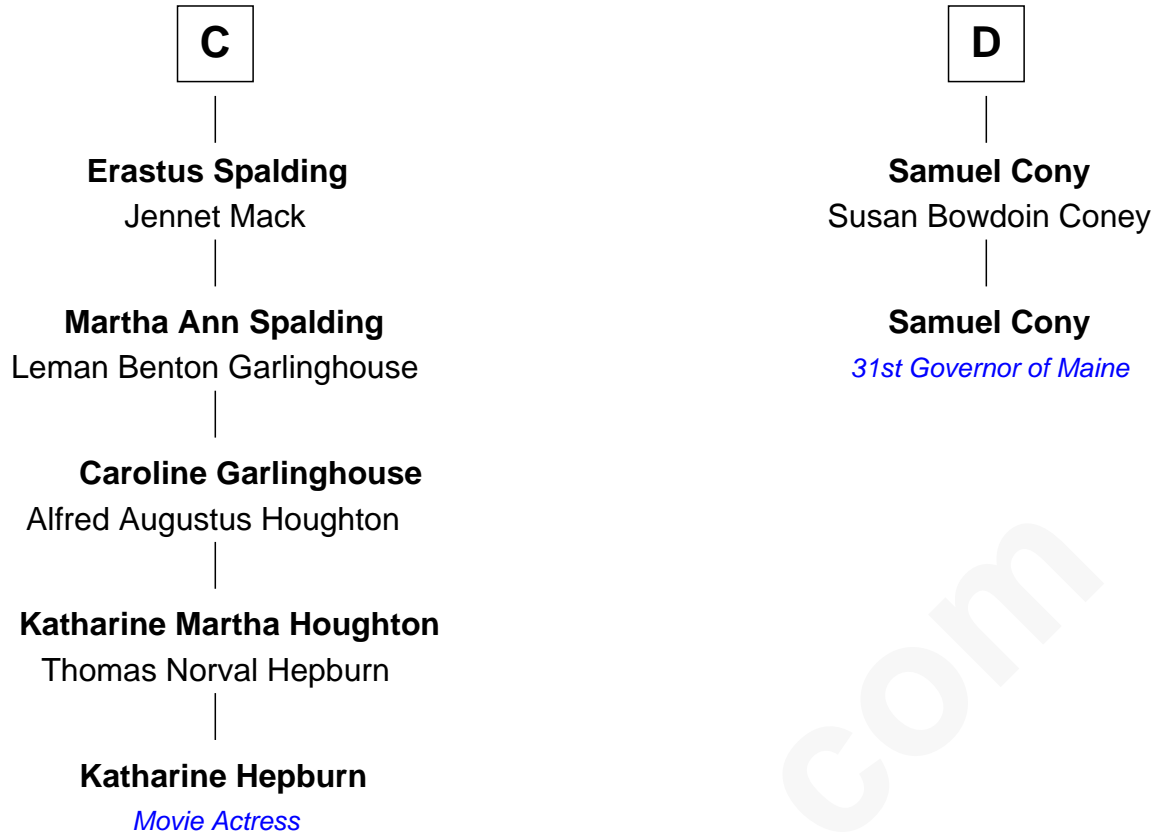 C
Erastus Spalding
Jennet Mack
Martha Ann Spalding
Leman Benton Garlinghouse
Caroline Garlinghouse
Alfred Augustus Houghton
Katharine Martha Houghton
Thomas Norval Hepburn
Katharine Hepburn
Movie Actress
D
Samuel Cony
Susan Bowdoin Coney
Samuel Cony
31st Governor of Maine
com